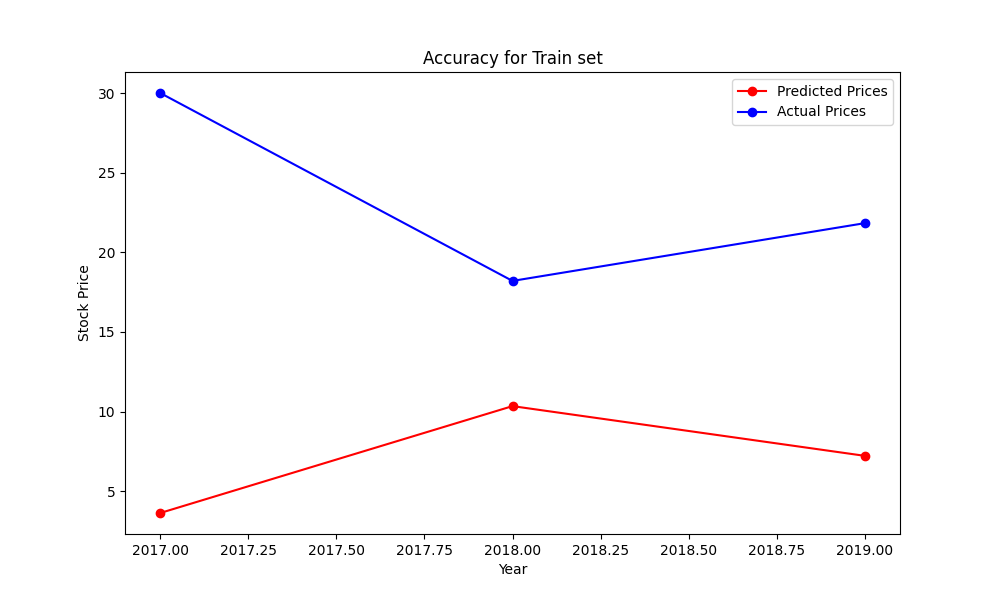 Accuracy for Train set
Predicted Prices
Actual Prices
30
25
20
15
10
5
Stock Price
2017.00 2017.25 2017.50 2017.75 2018.00 2018.25 2018.50 2018.75 2019.00
Year